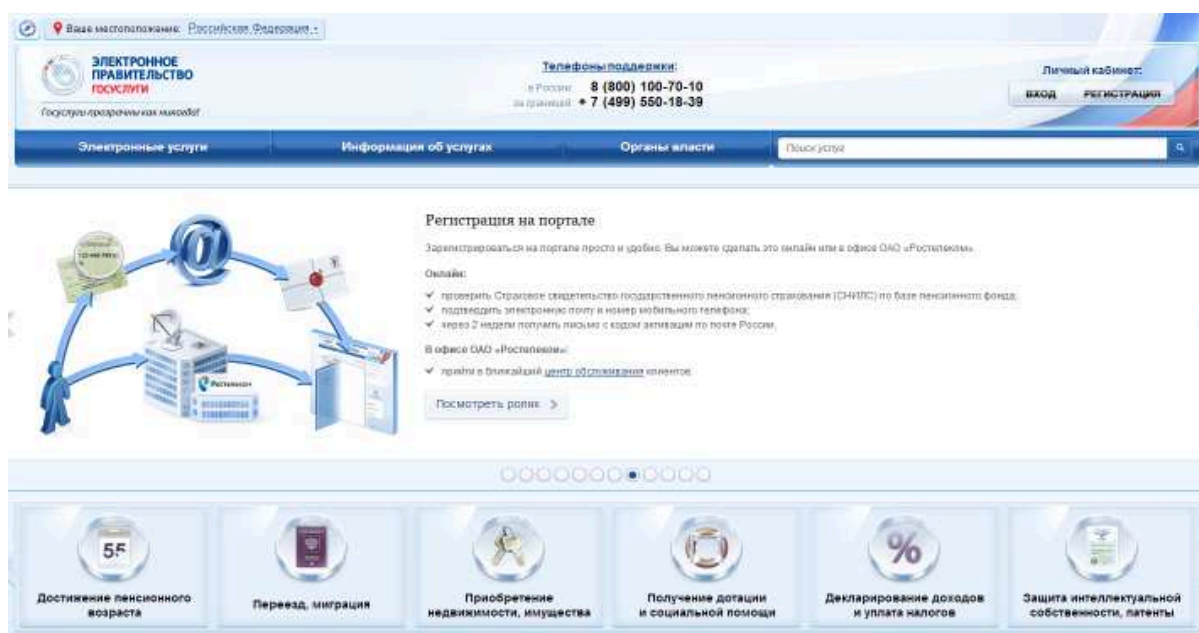 Ваше местоположение: Российская Федерация
ЭЛЕКТРОННОЕ
ПРАВИТЕЛЬСТВО
ГОСУСЛУГИ
Госуслуги прозрачны как никогда!
Телефоны поддержки:
в России: 8 (800) 100-70-10
за границей: + 7 (499) 550-18-39
Личный кабинет:
ВХОД РЕГИСТРАЦИЯ
Электронные услуги Информация об услугах Органы власти Поиск услуг
Регистрация на портале
Зарегистрироваться на портале просто и удобно. Вы можете сделать это онлайн или в офисе ОАО «Ростелеком».
Онлайн:
✓ проверить Страховое свидетельство государственного пенсионного страхования (СНИЛС) по базе пенсионного фонда;
✓ подтвердить электронную почту и номер мобильного телефона;
✓ через 2 недели получить письмо с кодом активации по почте России.
В офисе ОАО «Ростелеком»:
✓ прийти в ближайший центр обслуживания клиентов.
Посмотреть ролик
@
Ростелеком
55
Достижение пенсионного
возраста
Переезд, миграция
Приобретение
недвижимости, имущества
Получение дотации
и социальной помощи
%
Декларирование доходов
и уплата налогов
Защита интеллектуальной
собственности, патенты